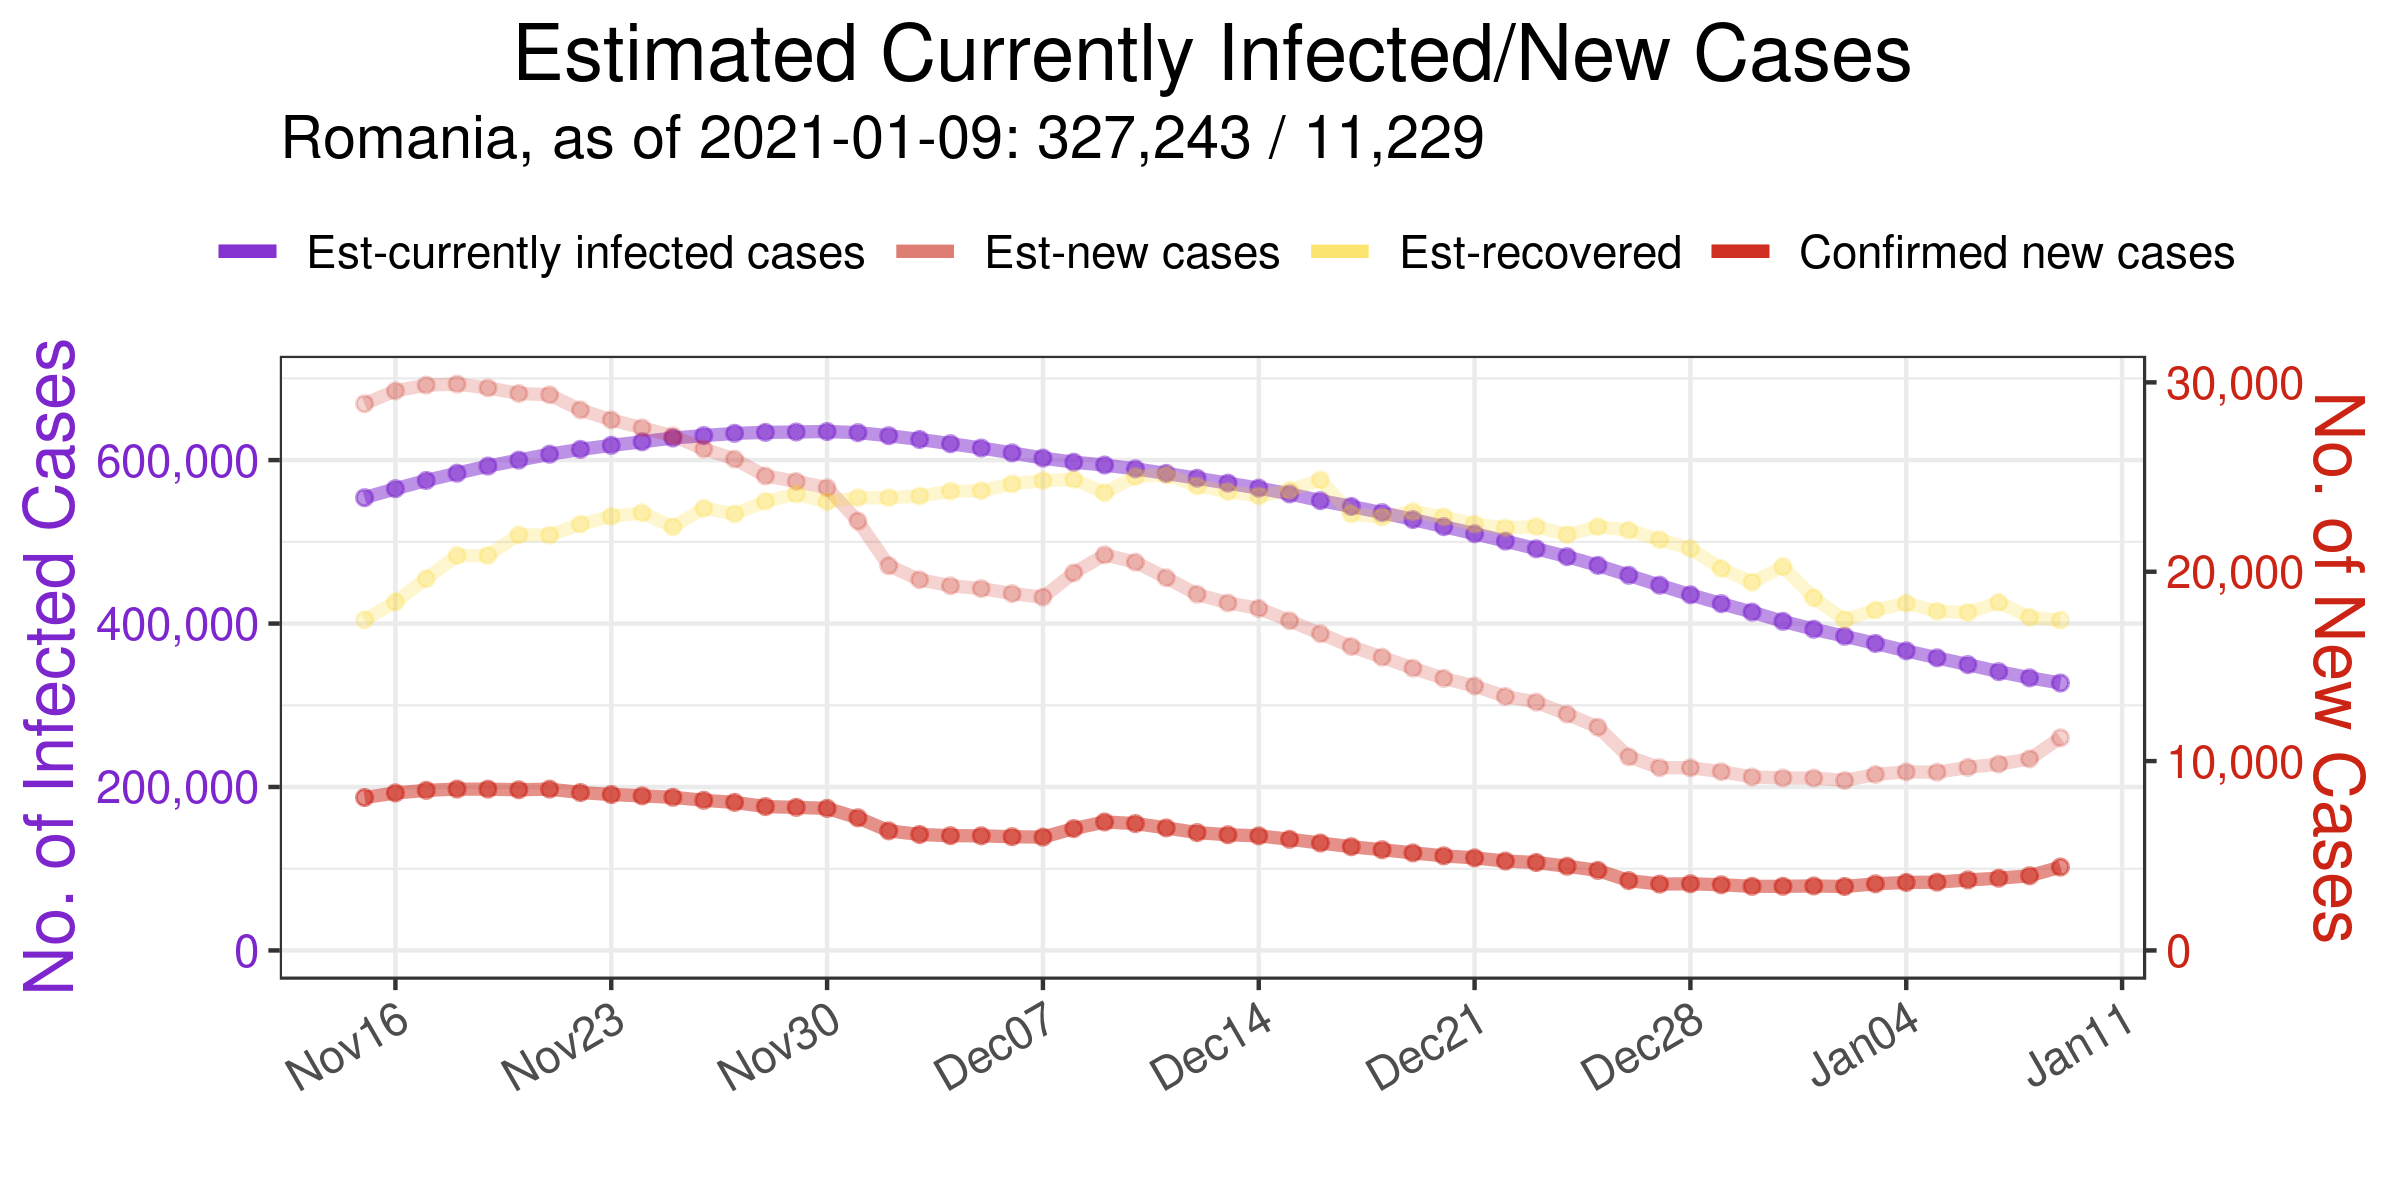 Estimated Currently Infected/New Cases
Romania, as of 2021-01-09: 327,243 / 11,229
Est-currently infected cases Est-new cases Est-recovered Confirmed new cases
No. of Infected Cases
600,000
400,000
200,000
0
30,000
20,000
10,000
0
No. of New Cases
Nov16 Nov23 Nov30 Dec07 Dec14 Dec21 Dec28 Jan04 Jan11